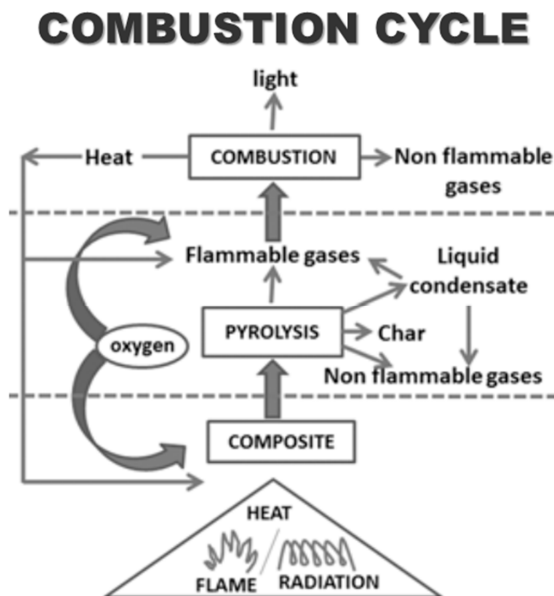 COMBUSTION CYCLE
light
Heat
COMBUSTION
Non flammable
gases
Flammable gases
Liquid
condensate
oxygen
PYROLYSIS
Char
Non flammable gases
COMPOSITE
HEAT
FLAME
RADIATION